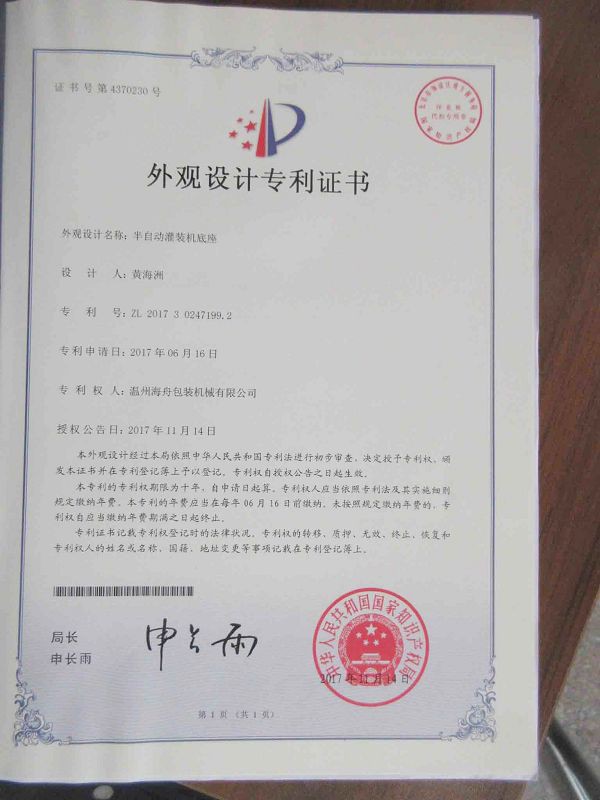 证书号第4370230号
外观设计专利证书
外观设计名称：半自动灌装机底座
设 计 人：黄海洲
专 利 号：ZL 2017 3 0247199.2
专利申请日：2017年06月16日
专 利 权 人：温州海舟包装机械有限公司
授权公告日：2017年11月14日
本外观设计经过本局依照中华人民共和国专利法进行初步审查，决定授予专利权，颁
发本证书并在专利登记簿上予以登记。专利权自授权公告之日起生效。
本专利的专利权期限为十年，自申请日起算。专利权人应当依照专利法及其实施细则
规定缴纳年费。本专利的年费应当在每年06月16日前缴纳。未按照规定缴纳年费的，专
利权自应当缴纳年费期满之日起终止。
专利证书记载专利权登记时的法律状况。专利权的转移、质押、无效、终止、恢复和
专利权人的姓名或名称、国籍、地址变更等事项记载在专利登记簿上。
局长
申长雨
申长雨
中华人民共和国国家知识产权局
2017年11月14日
第1页（共1页）